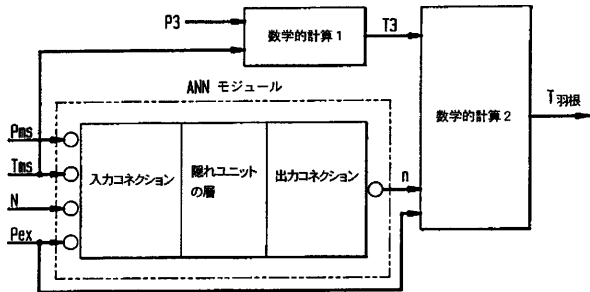 P3
数学的計算1
T3
ANN モジュール
数学的計算2
T羽根
Pms
Tms
N
Pex
入力コネクション
隠れユニット
の層
出力コネクション
n